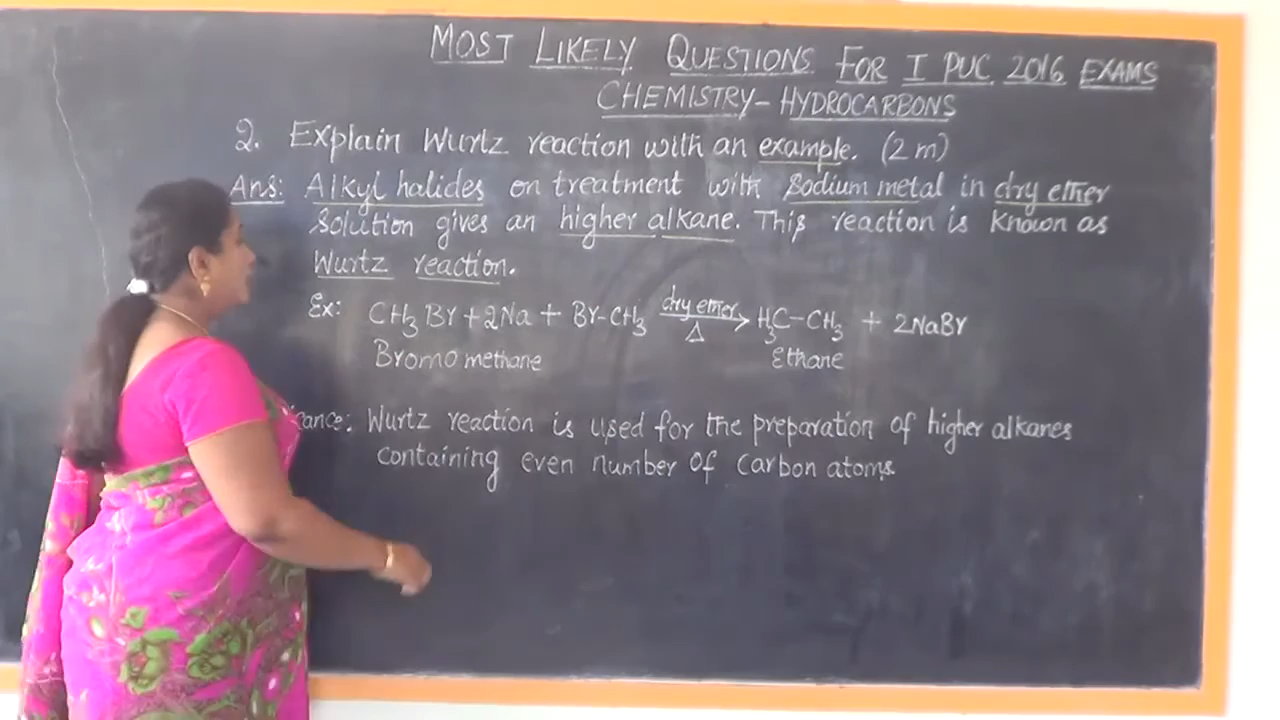 MOST LIKELY QUESTIONS FOR I PUC 2016 EXAMS
CHEMISTRY- HYDROCARBONS
2. Explain Wurtz reaction with an example. (2 m)
Ans: Alkyl halides on treatment with Sodium metal in dry ether
Solution gives an higher alkane. This reaction is known as
Wurtz reaction.
dry ether
Ex: CH₃ Br + 2Na + Br-CH₃ ⟶ H₃C-CH₃ + 2NaBr
Δ
Bromo methane Ethane
Wurtz reaction is used for the preparation of higher alkanes
containing even number of Carbon atoms.